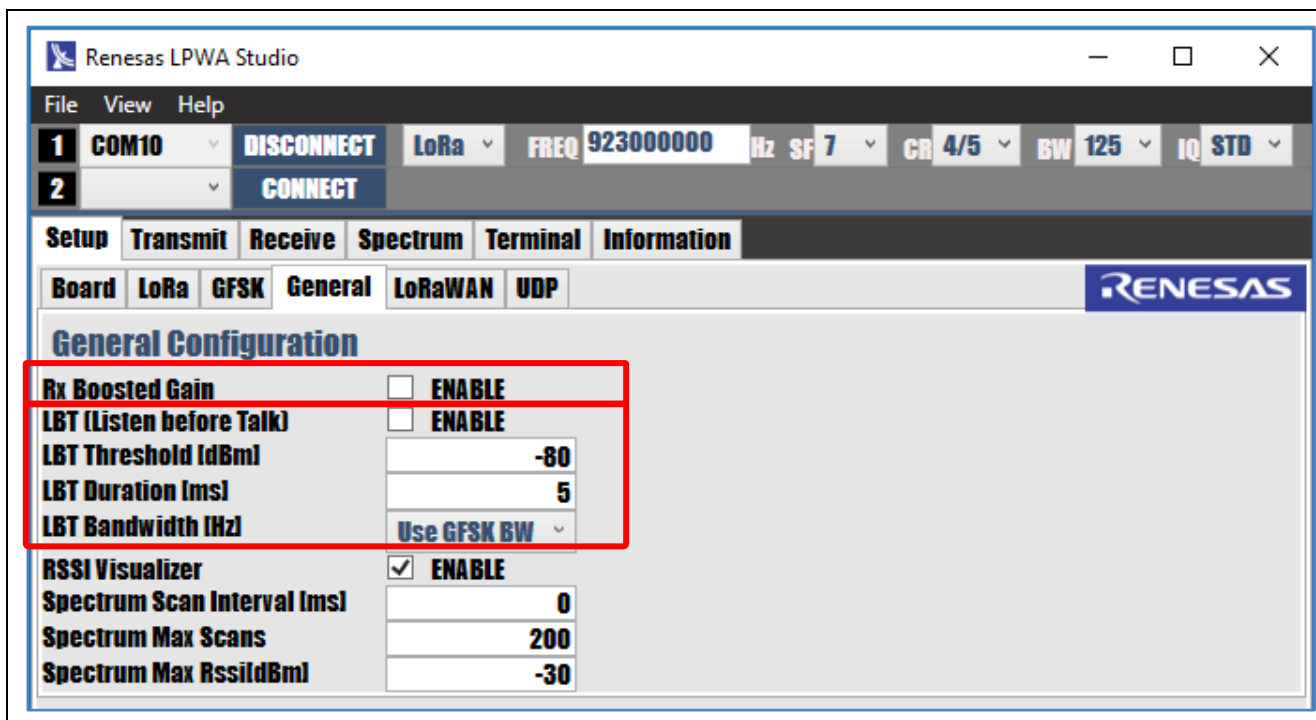 Renesas LPWA Studio
File View Help
1 COM10 DISCONNECT LoRa FREQ 923000000 Hz SF 7 CR 4/5 BW 125 IQ STD
2 CONNECT
Setup Transmit Receive Spectrum Terminal Information
Board LoRa GFSK General LoRaWAN UDP RENESAS
General Configuration
Rx Boosted Gain ENABLE
LBT (Listen before Talk) ENABLE
LBT Threshold [dBm] -80
LBT Duration [ms] 5
LBT Bandwidth [Hz] Use GFSK BW
RSSI Visualizer ENABLE
Spectrum Scan Interval [ms] 0
Spectrum Max Scans 200
Spectrum Max Rssi[dBm] -30